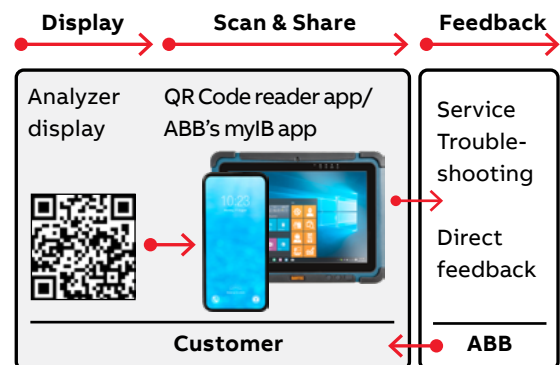 Display
Scan & Share
Feedback
Analyzer
display
QR Code reader app/
ABB's myIB app
10:23
Service
Trouble-
shooting
Direct
feedback
Customer
ABB